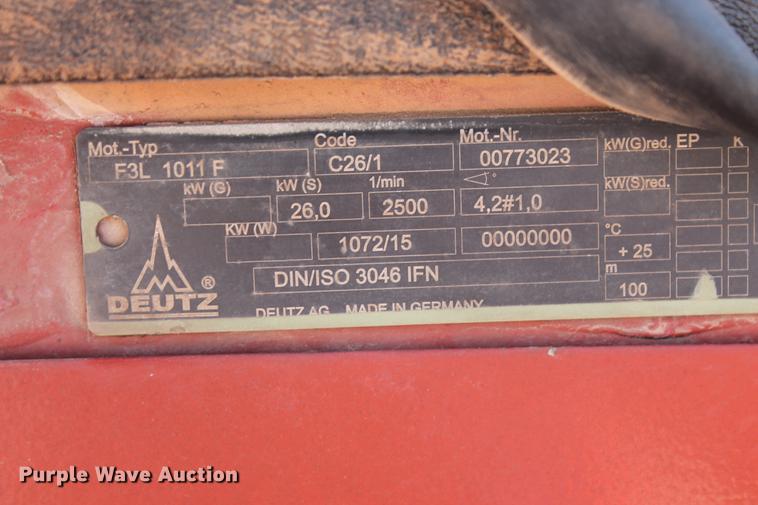 Mot.-Typ Code Mot.-Nr. kW(G)red. EP
F3L 1011 F C26/1 00773023
kW (G) kW (S) 1/min kW(S)red.
26,0 2500 4,2#1,0
kW (W) 1072/15 00000000 °C + 25
DIN/ISO 3046 IFN m 100
DEUTZ ®
DEUTZ AG MADE IN GERMANY
Purple Wave Auction